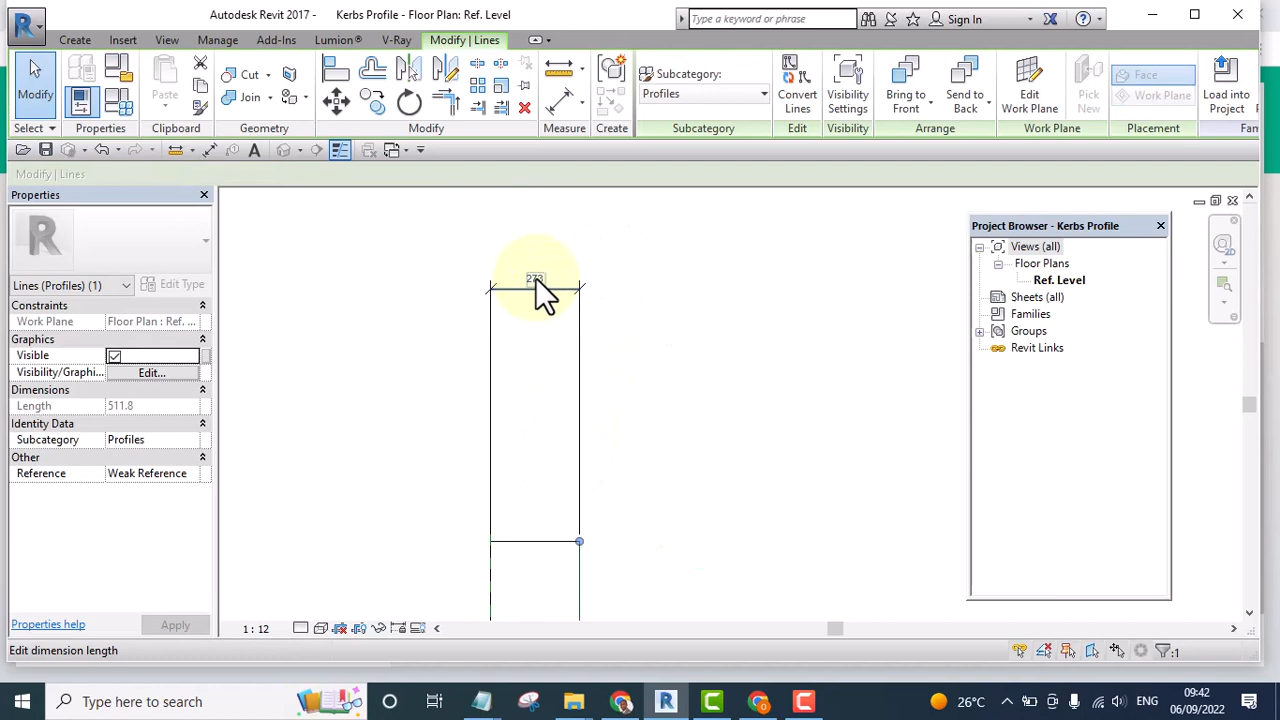 Autodesk Revit 2017 - Kerbs Profile - Floor Plan: Ref. Level
Type a keyword or phrase
Sign In
Create Insert View Manage Add-Ins Lumion® V-Ray Modify | Lines
Modify
Paste
Cut
Join
Subcategory:
Profiles
Convert Lines
Visibility Settings
Bring to Front
Send to Back
Edit Work Plane
Pick New
Face
Work Plane
Load into Project
Select Properties Clipboard Geometry Modify Measure Create Subcategory Edit Visibility Arrange Work Plane Placement Fam
Modify | Lines
Properties
R
Lines (Profiles) (1)
Edit Type
Constraints
Work Plane Floor Plan : Ref. ...
Graphics
Visible
Visibility/Graphi... Edit...
Dimensions
Length 511.8
Identity Data
Subcategory Profiles
Other
Reference Weak Reference
Properties help
Apply
273
Project Browser - Kerbs Profile
Views (all)
Floor Plans
Ref. Level
Sheets (all)
Families
Groups
Revit Links
2D
1 : 12
Edit dimension length
:1
Type here to search
26°C
ENG
09:42
06/09/2022